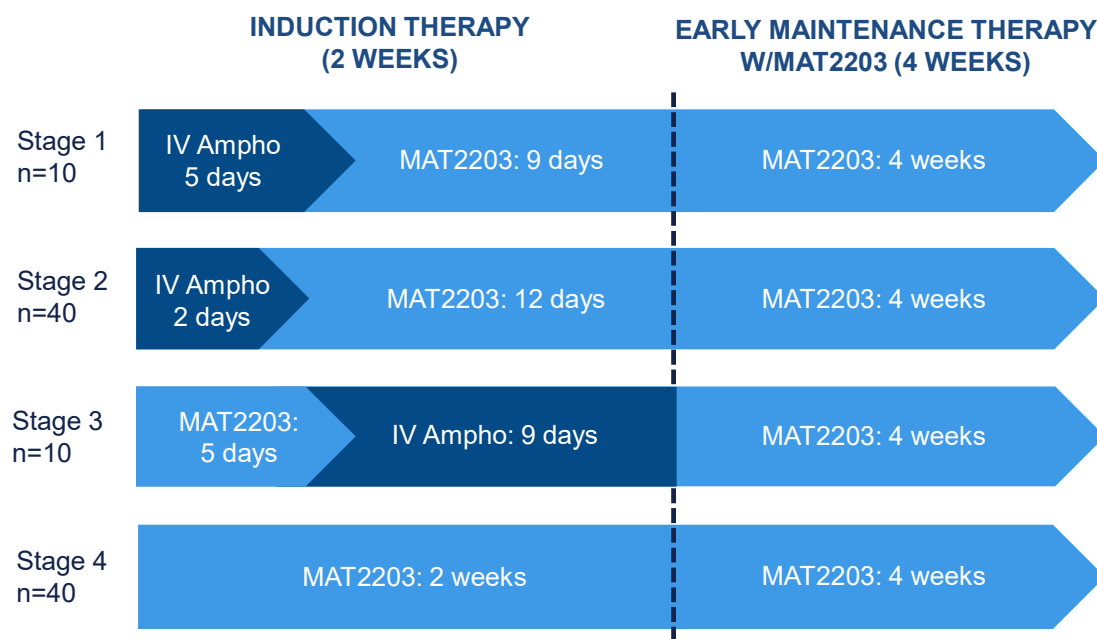 INDUCTION THERAPY
(2 WEEKS)
EARLY MAINTENANCE THERAPY
W/MAT2203 (4 WEEKS)
Stage 1
n=10
IV Ampho
5 days
MAT2203: 9 days
MAT2203: 4 weeks
Stage 2
n=40
IV Ampho
2 days
MAT2203: 12 days
MAT2203: 4 weeks
Stage 3
n=10
MAT2203:
5 days
IV Ampho: 9 days
MAT2203: 4 weeks
Stage 4
n=40
MAT2203: 2 weeks
MAT2203: 4 weeks